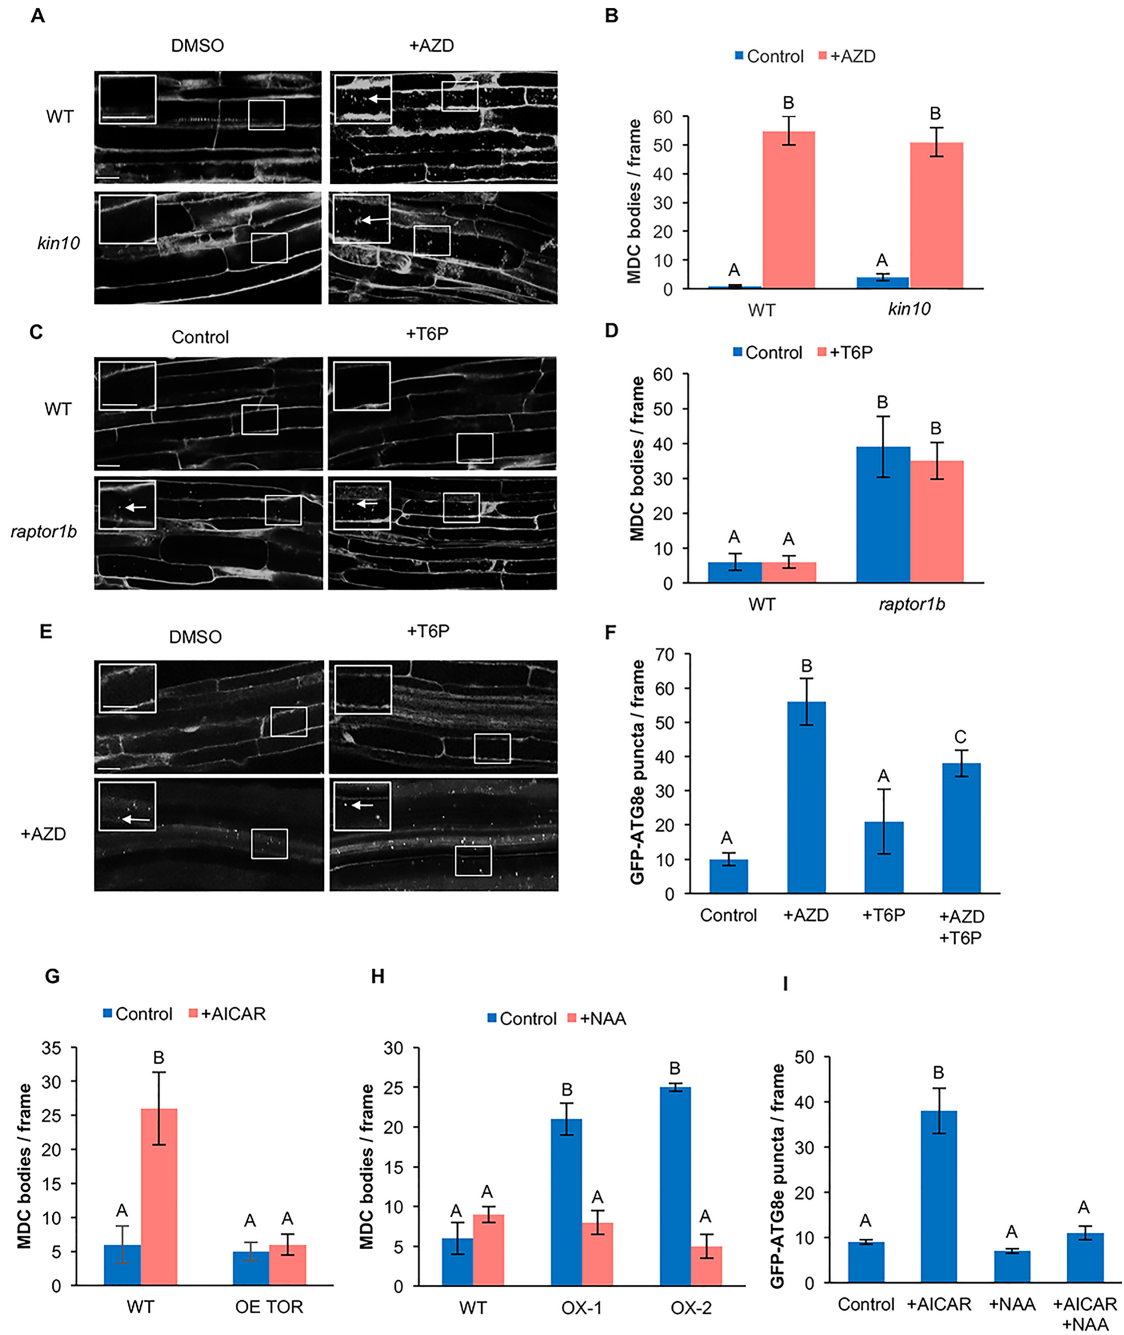 A
DMSO
+AZD
WT
kin10
B
Control
+AZD
MDC bodies / frame
60
50
40
30
20
10
0
A
B
A
B
WT
kin10
C
Control
+T6P
WT
raptor1b
D
Control
+T6P
MDC bodies / frame
60
50
40
30
20
10
0
A
A
B
B
WT
raptor1b
E
DMSO
+T6P
+AZD
F
GFP-ATG8e puncta / frame
70
60
50
40
30
20
10
0
A
B
A
C
Control
+AZD
+T6P
+AZD
+T6P
G
Control
+AICAR
MDC bodies / frame
35
30
25
20
15
10
5
0
A
B
A
A
WT
OE TOR
H
Control
+NAA
MDC bodies / frame
30
25
20
15
10
5
0
A
A
B
A
B
A
WT
OX-1
OX-2
I
GFP-ATG8e puncta / frame
50
40
30
20
10
0
A
B
A
A
Control
+AICAR
+NAA
+AICAR
+NAA